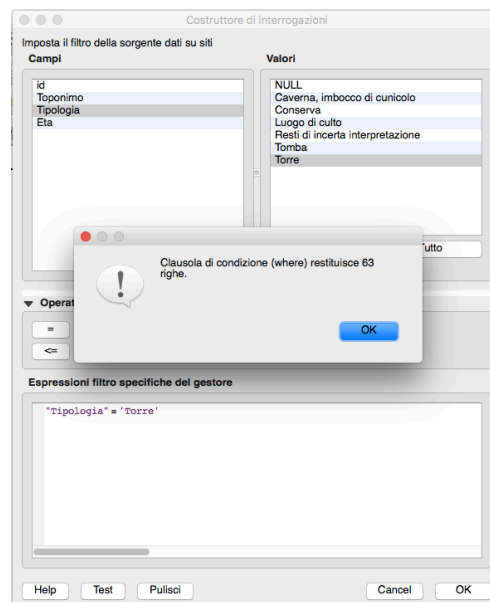 Costruttore di interrogazioni
Imposta il filtro della sorgente dati su siti
Campi
Valori
id
Toponimo
Tipologia
Eta
NULL
Caverna, imbocco di cunicolo
Conserva
Luogo di culto
Resti di incerta interpretazione
Tomba
Torre
Tutto
Clausola di condizione (where) restituisce 63
righe.
OK
=
<=
Espressioni filtro specifiche del gestore
"Tipologia" = 'Torre'
Help
Test
Pulisci
Cancel
OK